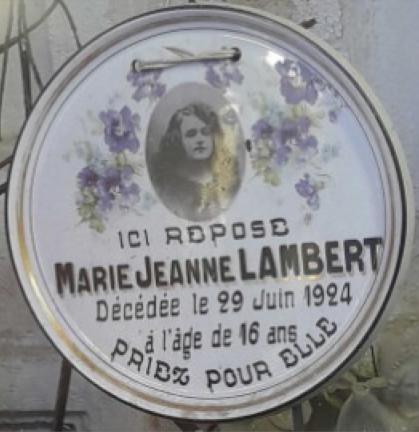 ICI REPOSE
MARIE JEANNE LAMBERT
Décédée le 29 Juin 1924
à l'âge de 16 ans
PRIEZ POUR ELLE